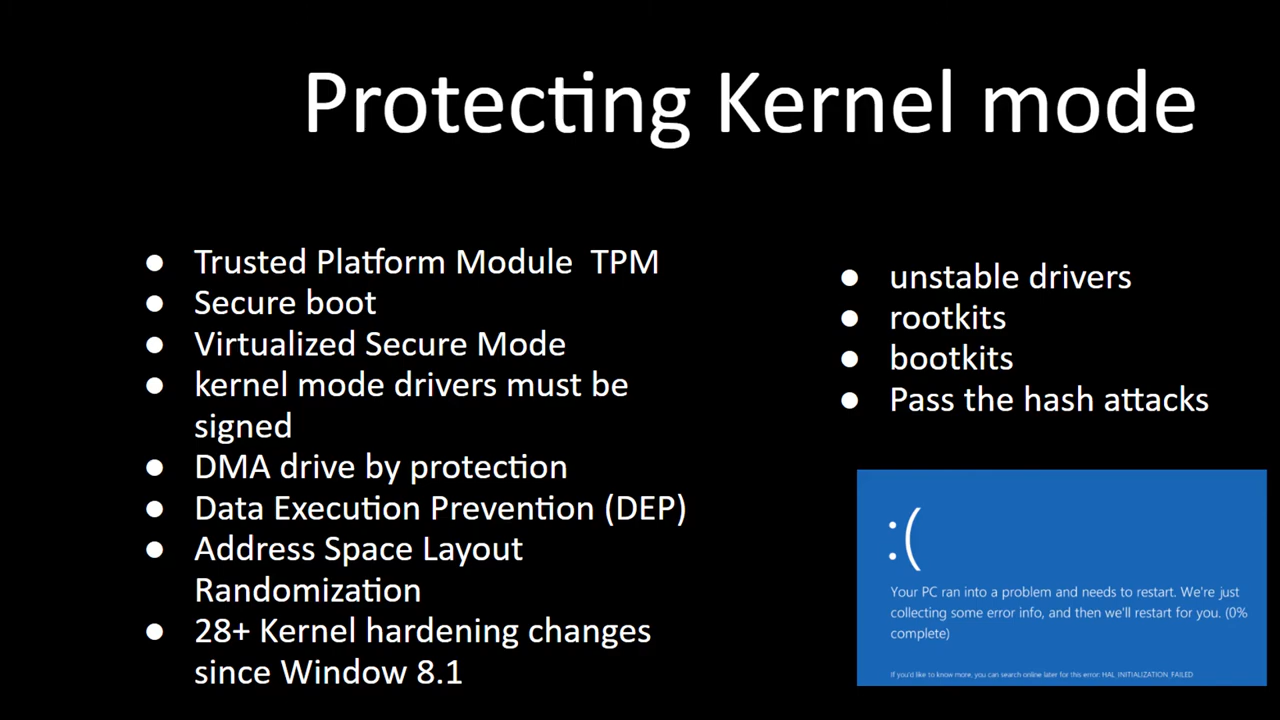 Protecting Kernel mode
● Trusted Platform Module  TPM
● Secure boot
● Virtualized Secure Mode
● kernel mode drivers must be
signed
● DMA drive by protection
● Data Execution Prevention (DEP)
● Address Space Layout
Randomization
● 28+ Kernel hardening changes
since Window 8.1
● unstable drivers
● rootkits
● bootkits
● Pass the hash attacks
:(
Your PC ran into a problem and needs to restart. We're just
collecting some error info, and then we'll restart for you. (0%
complete)
If you'd like to know more, you can search online later for this error: HAL_INITIALIZATION_FAILED